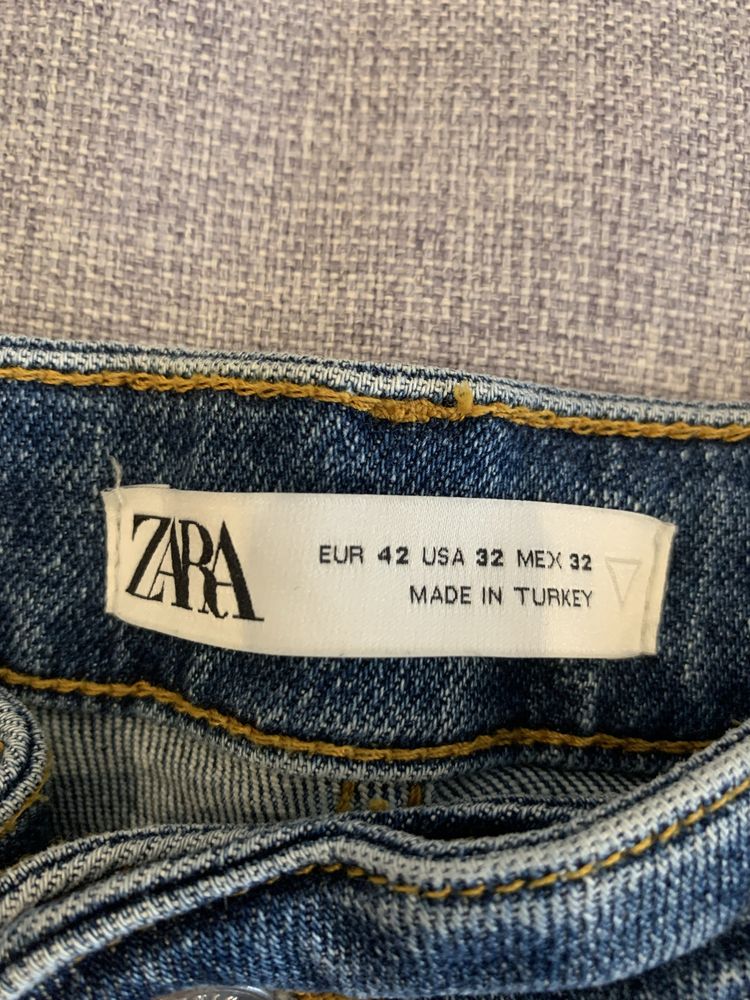 ZARA
EUR 42 USA 32 MEX 32
MADE IN TURKEY